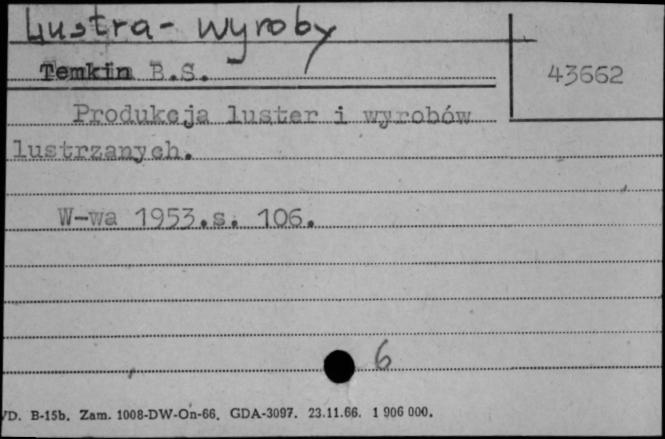 Lustra - wyroby
Temkin B.S.
43662
Produkcja luster i wyrobów
lustrzanych.
W-wa 1953.s. 106.
6
VD. B-15b. Zam. 1008-DW-On-66. GDA-3097. 23.11.66. 1 906 000.